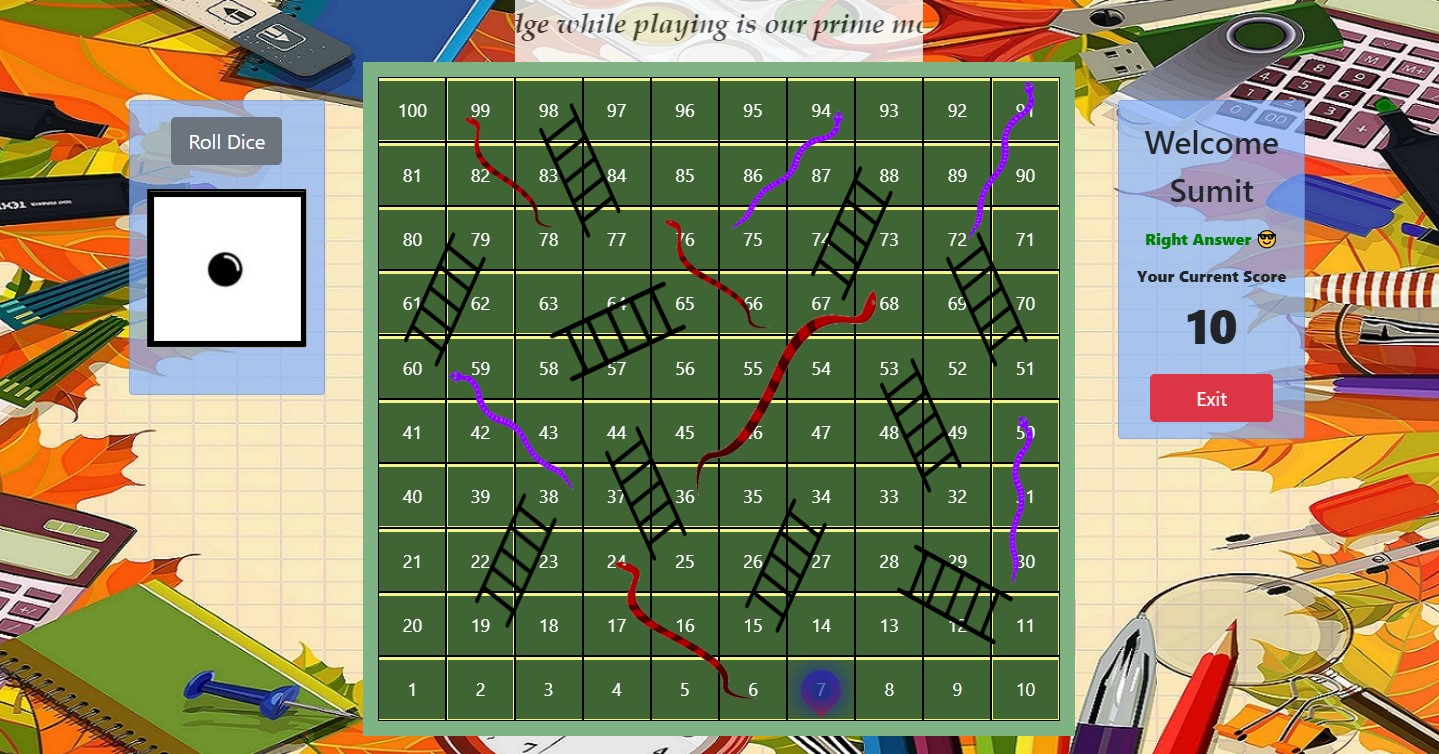 lge while playing is our prime mo
Roll Dice
100 99 98 97 96 95 94 93 92 91
81 82 83 84 85 86 87 88 89 90
80 79 78 77 76 75 74 73 72 71
61 62 63 64 65 66 67 68 69 70
60 59 58 57 56 55 54 53 52 51
41 42 43 44 45 46 47 48 49 50
40 39 38 37 36 35 34 33 32 31
21 22 23 24 25 26 27 28 29 30
20 19 18 17 16 15 14 13 12 11
1 2 3 4 5 6 7 8 9 10
Welcome
Sumit
Right Answer 😎
Your Current Score
10
Exit